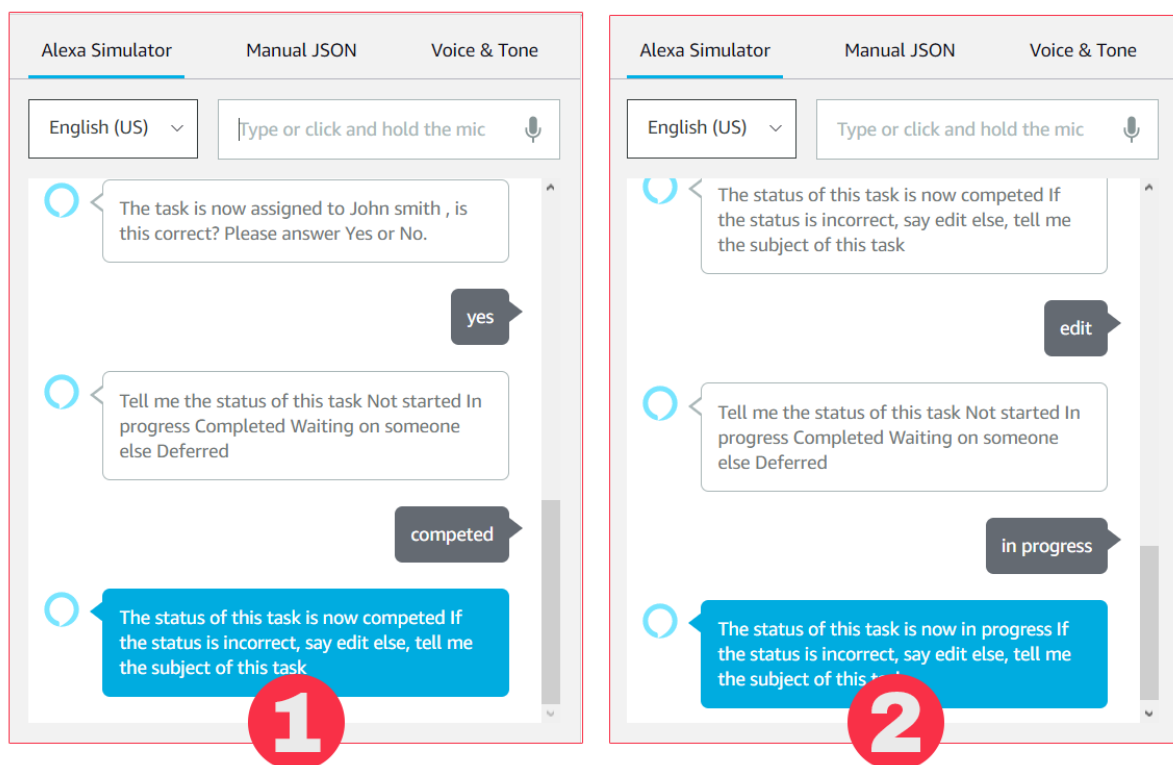 Alexa Simulator Manual JSON Voice & Tone
English (US) Type or click and hold the mic
The task is now assigned to John smith , is
this correct? Please answer Yes or No.
yes
Tell me the status of this task Not started In
progress Completed Waiting on someone
else Deferred
competed
The status of this task is now competed If
the status is incorrect, say edit else, tell me
the subject of this task
1
Alexa Simulator Manual JSON Voice & Tone
English (US) Type or click and hold the mic
The status of this task is now competed If
the status is incorrect, say edit else, tell me
the subject of this task
edit
Tell me the status of this task Not started In
progress Completed Waiting on someone
else Deferred
in progress
The status of this task is now in progress If
the status is incorrect, say edit else, tell me
the subject of this
2